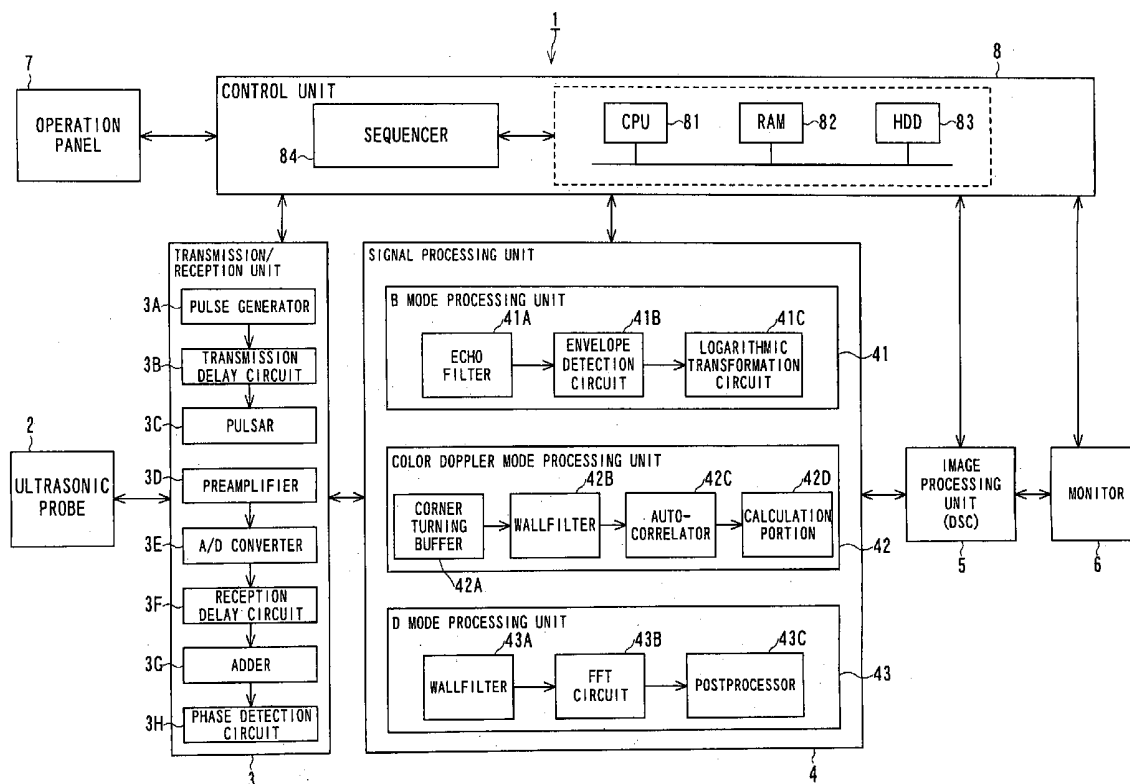 1
7
8
OPERATION
PANEL
CONTROL UNIT
SEQUENCER
84
CPU
81
RAM
82
HDD
83
TRANSMISSION/
RECEPTION UNIT
3A
PULSE GENERATOR
3B
TRANSMISSION
DELAY CIRCUIT
3C
PULSAR
3D
PREAMPLIFIER
3E
A/D CONVERTER
3F
RECEPTION
DELAY CIRCUIT
3G
ADDER
3H
PHASE DETECTION
CIRCUIT
3
2
ULTRASONIC
PROBE
SIGNAL PROCESSING UNIT
B MODE PROCESSING UNIT
41A
41B
41C
ECHO
FILTER
ENVELOPE
DETECTION
CIRCUIT
LOGARITHMIC
TRANSFORMATION
CIRCUIT
41
COLOR DOPPLER MODE PROCESSING UNIT
42B
42C
42D
CORNER
TURNING
BUFFER
WALLFILTER
AUTO-
CORRELATOR
CALCULATION
PORTION
42A
42
D MODE PROCESSING UNIT
43A
43B
43C
WALLFILTER
FFT
CIRCUIT
POSTPROCESSOR
43
4
IMAGE
PROCESSING
UNIT
(DSC)
5
MONITOR
6